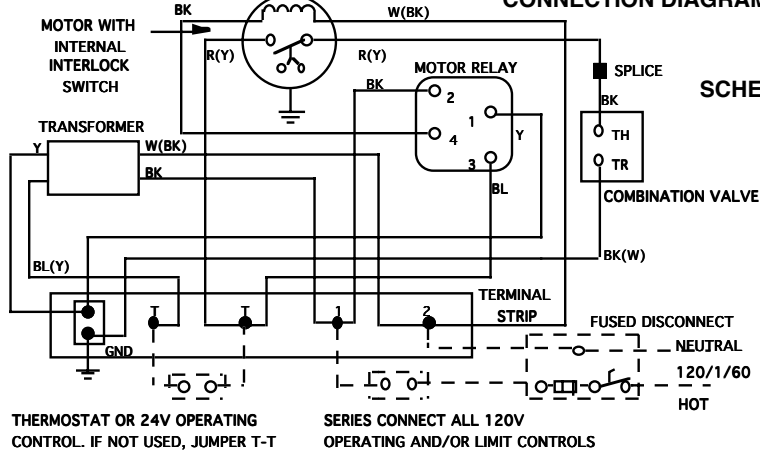 CONNECTION DIAGRAM
BK
W(BK)
MOTOR WITH
INTERNAL
INTERLOCK
SWITCH
R(Y)
R(Y)
MOTOR RELAY
SPLICE
BK
2
BK
SCHE
1
4
Y
TH
TRANSFORMER
Y
W(BK)
3
TR
BK
BL
COMBINATION VALVE
BK(W)
BL(Y)
TERMINAL
STRIP
T
T
1
2
GND
FUSED DISCONNECT
NEUTRAL
120/1/60
HOT
THERMOSTAT OR 24V OPERATING
CONTROL. IF NOT USED, JUMPER T-T
SERIES CONNECT ALL 120V
OPERATING AND/OR LIMIT CONTROLS